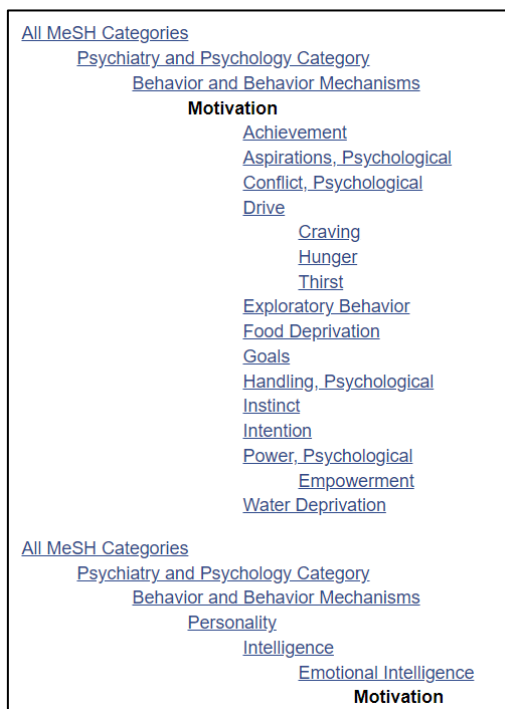 All MeSH Categories
Psychiatry and Psychology Category
Behavior and Behavior Mechanisms
Motivation
Achievement
Aspirations, Psychological
Conflict, Psychological
Drive
Craving
Hunger
Thirst
Exploratory Behavior
Food Deprivation
Goals
Handling, Psychological
Instinct
Intention
Power, Psychological
Empowerment
Water Deprivation
All MeSH Categories
Psychiatry and Psychology Category
Behavior and Behavior Mechanisms
Personality
Intelligence
Emotional Intelligence
Motivation